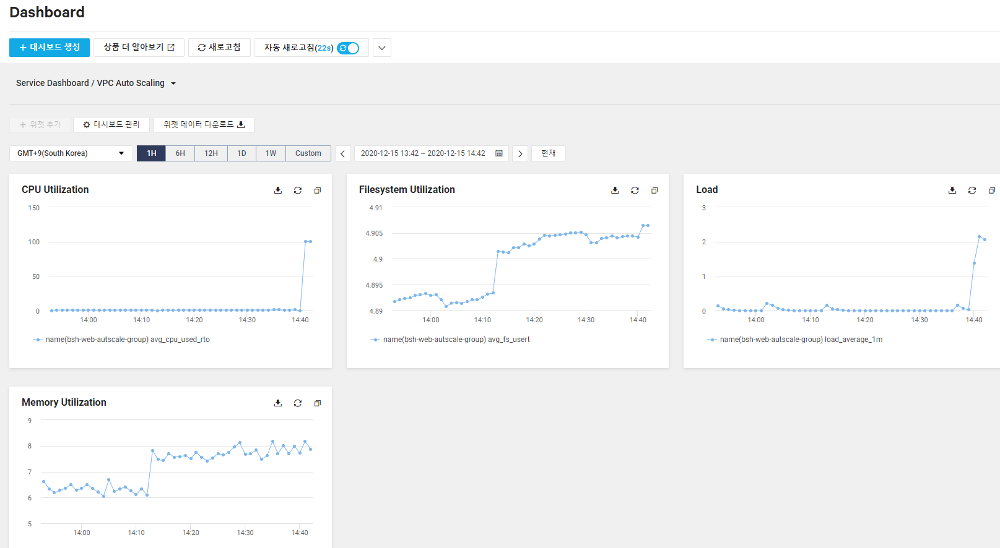 Dashboard
+ 대시보드 생성 상품 더 알아보기 새로고침 자동 새로고침(22s)
Service Dashboard / VPC Auto Scaling
+ 위젯 추가 대시보드 관리 위젯 데이터 다운로드
GMT+9(South Korea) 1H 6H 12H 1D 1W Custom 2020-12-15 13:42 ~ 2020-12-15 14:42 현재
CPU Utilization
150
100
50
0
14:00 14:10 14:20 14:30 14:40
name(bsh-web-autscale-group) avg_cpu_used_rto
Filesystem Utilization
4.91
4.905
4.9
4.895
4.89
14:00 14:10 14:20 14:30 14:40
name(bsh-web-autscale-group) avg_fs_usert
Load
3
2
1
0
14:00 14:10 14:20 14:30 14:40
name(bsh-web-autscale-group) load_average_1m
Memory Utilization
9
8
7
6
5
14:00 14:10 14:20 14:30 14:40